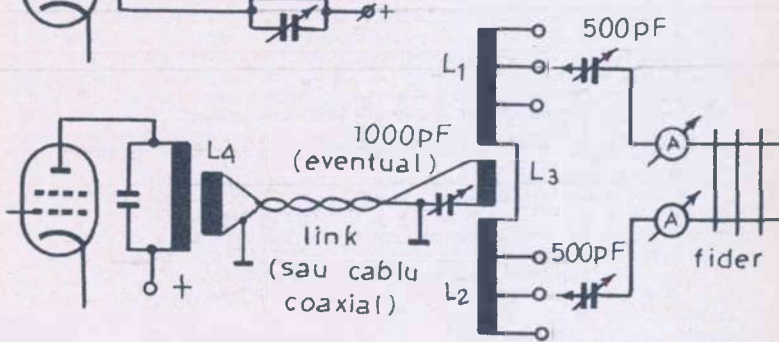 +
500pF
L1
A
1000pF
(eventual)
L4
L3
link
(sau cablu
coaxial)
+
500pF
A
fider
L2